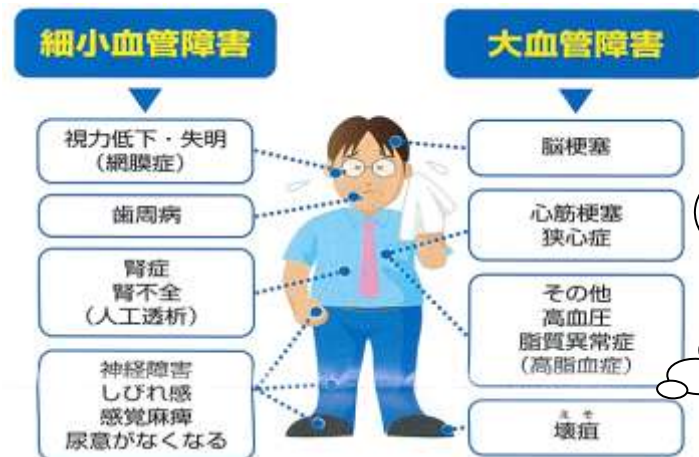 細小血管障害
視力低下・失明
（網膜症）
歯周病
腎症
腎不全
（人工透析）
神経障害
しびれ感
感覚麻痺
尿意がなくなる
大血管障害
脳梗塞
心筋梗塞
狭心症
その他
高血圧
脂質異常症
（高脂血症）
えそ
壊疽